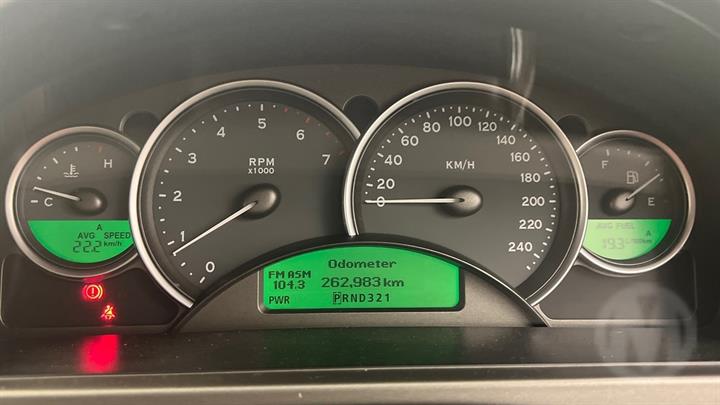 H
C
A
AVG SPEED
22.2 km/h
0 1 2 3 4 5 6 7
RPM
x1000
0 20 40 60 80 100 120 140 160 180 200 220 240
KM/H
F
E
A
AVG FUEL
19.3 L/100km
Odometer
FM ASM
104.3 262,983 km
PWR PRND321
M